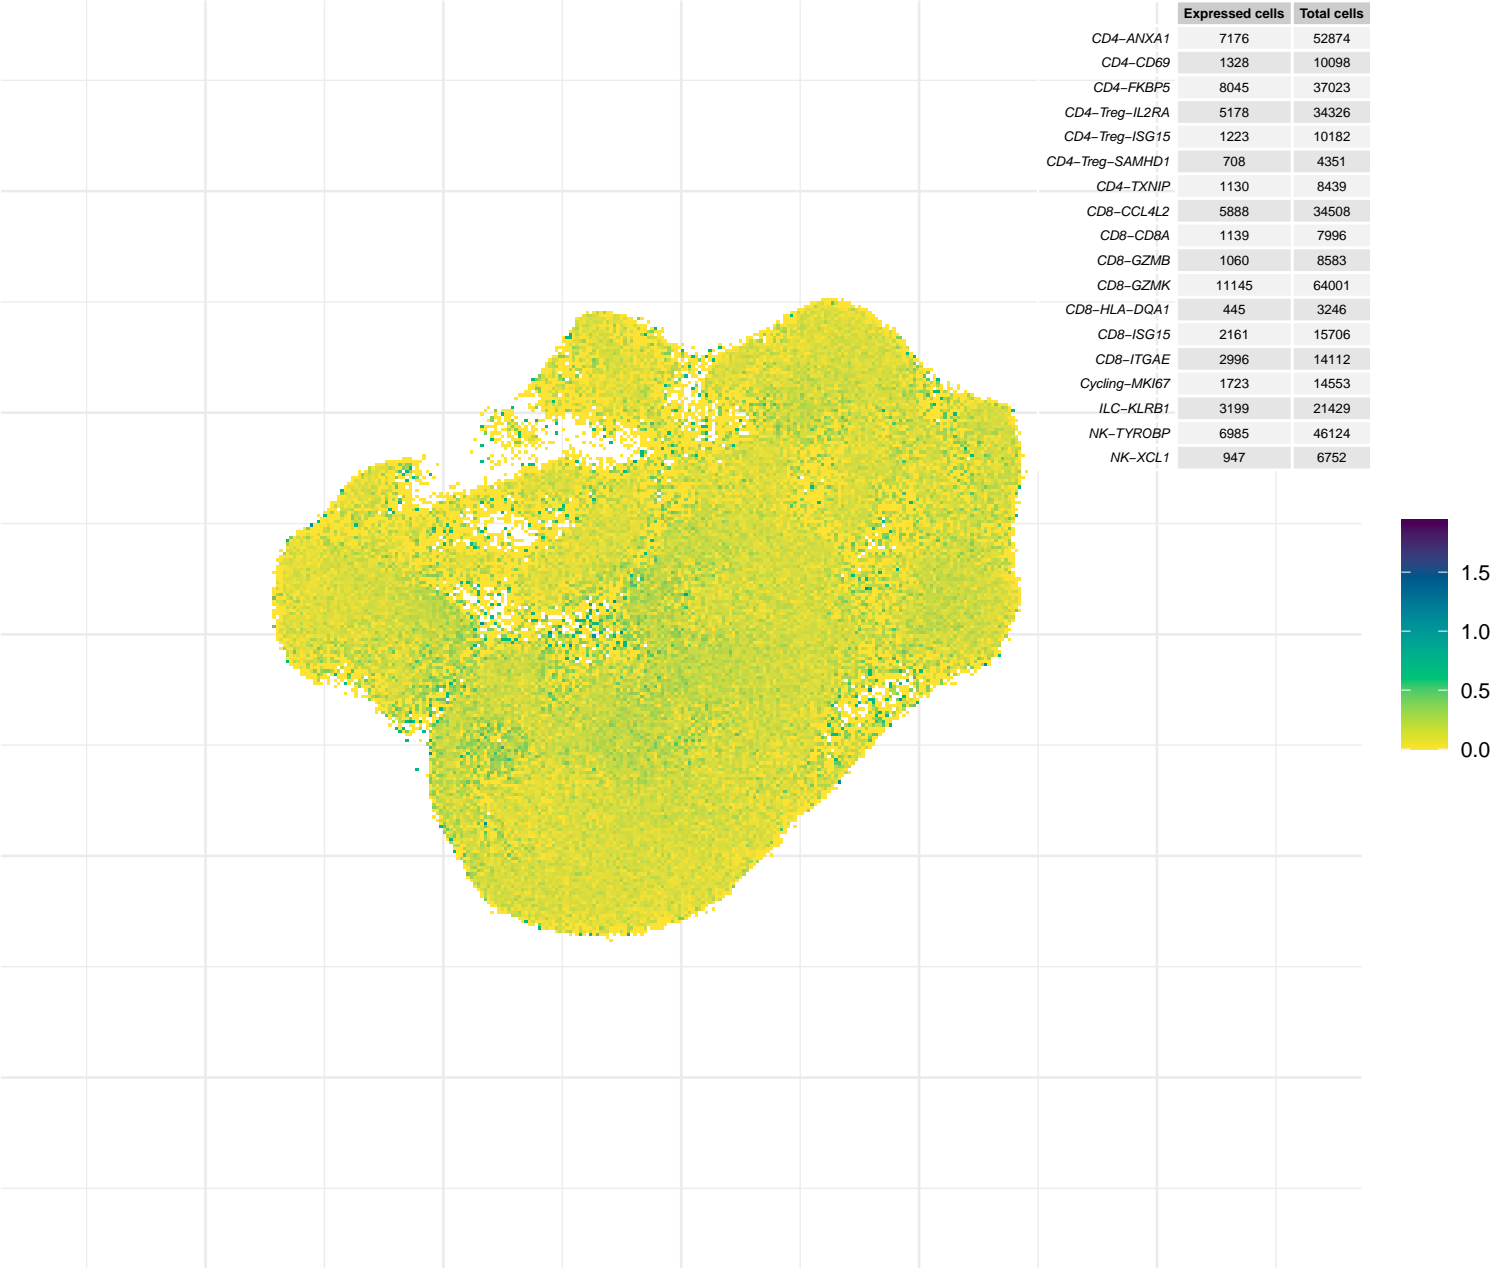 Expressed cells Total cells
CD4−ANXA1 7176 52874
CD4−CD69 1328 10098
CD4−FKBP5 8045 37023
CD4−Treg−IL2RA 5178 34326
CD4−Treg−ISG15 1223 10182
CD4−Treg−SAMHD1 708 4351
CD4−TXNIP 1130 8439
CD8−CCL4L2 5888 34508
CD8−CD8A 1139 7996
CD8−GZMB 1060 8583
CD8−GZMK 11145 64001
CD8−HLA−DQA1 445 3246
CD8−ISG15 2161 15706
CD8−ITGAE 2996 14112
Cycling−MKI67 1723 14553
ILC−KLRB1 3199 21429
NK−TYROBP 6985 46124
NK−XCL1 947 6752
1.5
1.0
0.5
0.0